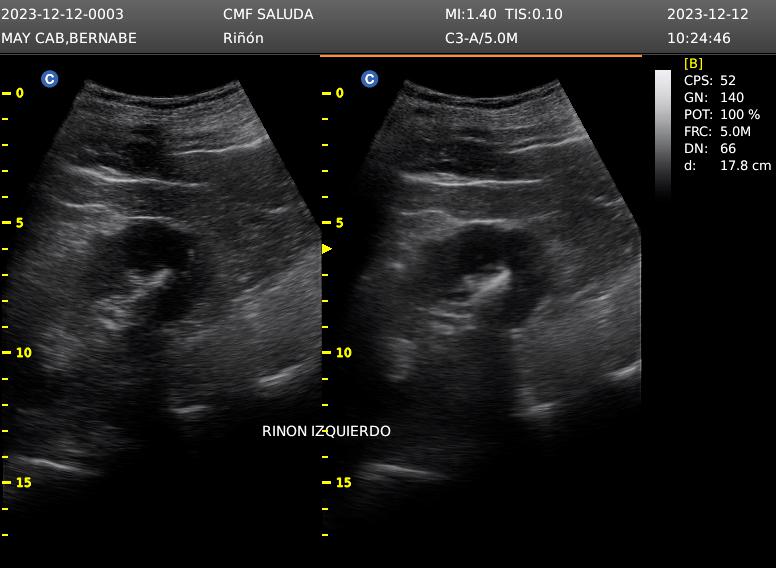 2023-12-12-0003 CMF SALUDA MI:1.40 TIS:0.10 2023-12-12
MAY CAB,BERNABE Riñón C3-A/5.0M 10:24:46
C C
[B]
CPS: 52
GN: 140
POT: 100 %
FRC: 5.0M
DN: 66
d: 17.8 cm
0 0
5 5
10 10
RINON IZQUIERDO
15 15